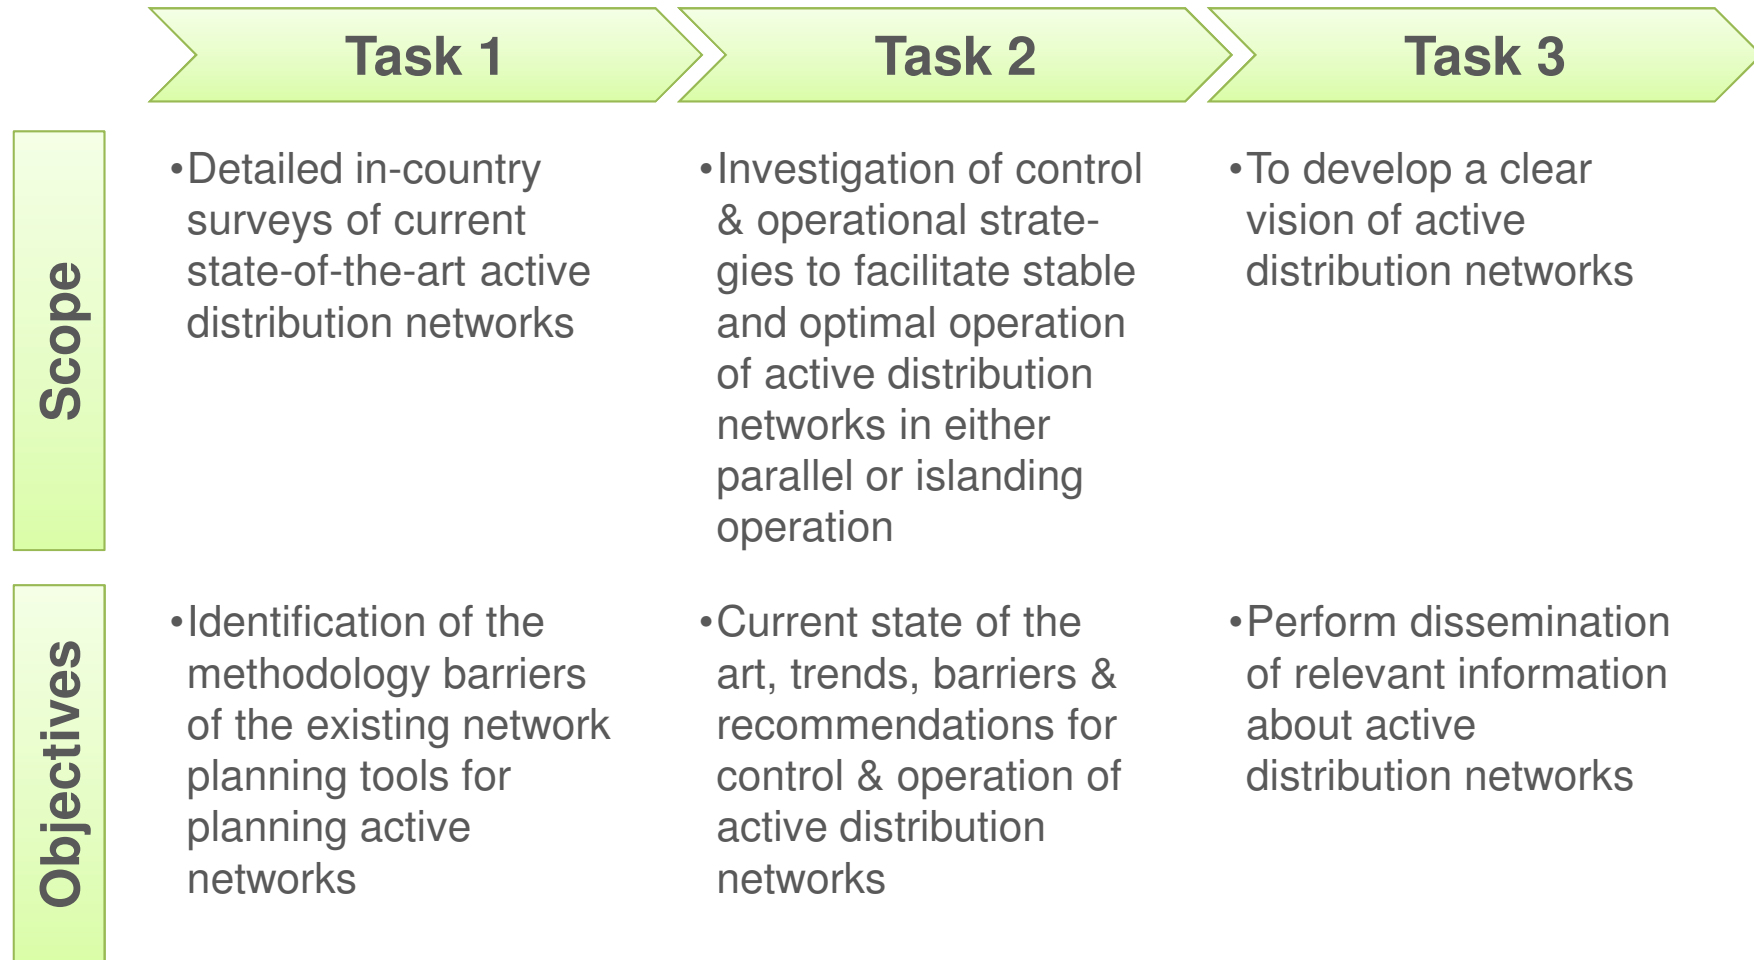 Task 1
Task 2
Task 3
Scope
•Detailed in-country
surveys of current
state-of-the-art active
distribution networks
•Investigation of control
& operational strate-
gies to facilitate stable
and optimal operation
of active distribution
networks in either
parallel or islanding
operation
•To develop a clear
vision of active
distribution networks
Objectives
•Identification of the
methodology barriers
of the existing network
planning tools for
planning active
networks
•Current state of the
art, trends, barriers &
recommendations for
control & operation of
active distribution
networks
•Perform dissemination
of relevant information
about active
distribution networks